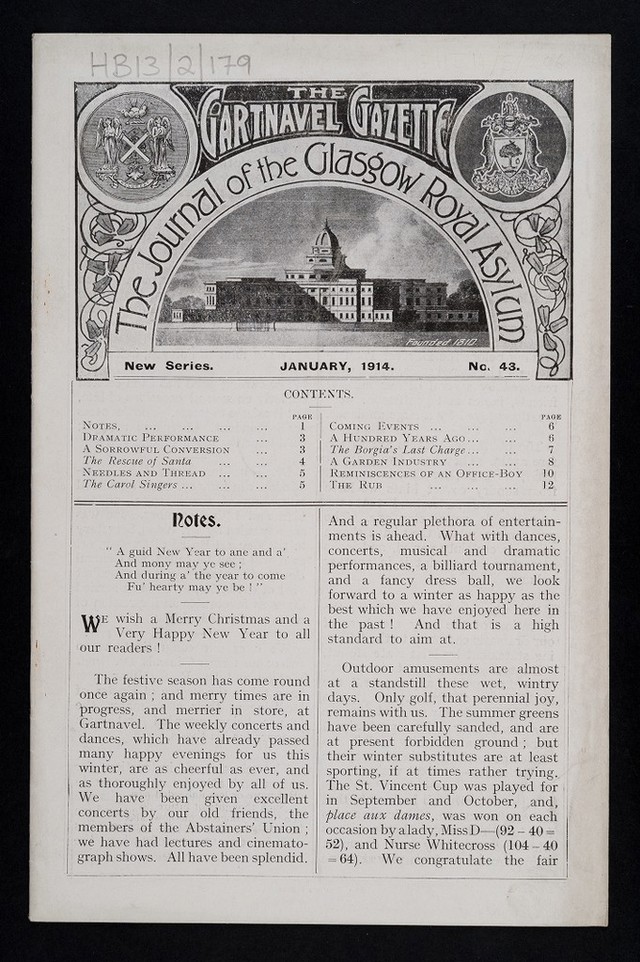 HB13/2/179
THE
GARTNAVEL GAZETTE
The Journal of the Glasgow Royal Asylum
Founded 1810.
New Series. JANUARY, 1914. No. 43.
CONTENTS.
PAGE
NOTES, ... ... ... ... 1
DRAMATIC PERFORMANCE ... 3
A SORROWFUL CONVERSION ... 3
The Rescue of Santa ... ... 4
NEEDLES AND THREAD ... ... 5
The Carol Singers ... ... ... 5
PAGE
COMING EVENTS ... ... ... 6
A HUNDRED YEARS AGO ... ... 6
The Borgia's Last Charge ... ... 7
A GARDEN INDUSTRY ... ... 8
REMINISCENCES OF AN OFFICE-BOY 10
THE RUB ... ... ... 12
Notes.
" A guid New Year to ane and a'
And mony may ye see ;
And during a' the year to come
Fu' hearty may ye be ! "
WE wish a Merry Christmas and a
Very Happy New Year to all
our readers !
The festive season has come round
once again ; and merry times are in
progress, and merrier in store, at
Gartnavel. The weekly concerts and
dances, which have already passed
many happy evenings for us this
winter, are as cheerful as ever, and
as thoroughly enjoyed by all of us.
We have been given excellent
concerts by our old friends, the
members of the Abstainers' Union ;
we have had lectures and cinemato-
graph shows. All have been splendid.
And a regular plethora of entertain-
ments is ahead. What with dances,
concerts, musical and dramatic
performances, a billiard tournament,
and a fancy dress ball, we look
forward to a winter as happy as the
best which we have enjoyed here in
the past ! And that is a high
standard to aim at.
Outdoor amusements are almost
at a standstill these wet, wintry
days. Only golf, that perennial joy,
remains with us. The summer greens
have been carefully sanded, and are
at present forbidden ground ; but
their winter substitutes are at least
sporting, if at times rather trying.
The St. Vincent Cup was played for
in September and October, and,
place aux dames, was won on each
occasion by a lady, Miss D—(92 - 40 =
52), and Nurse Whitecross (104 - 40
= 64). We congratulate the fair